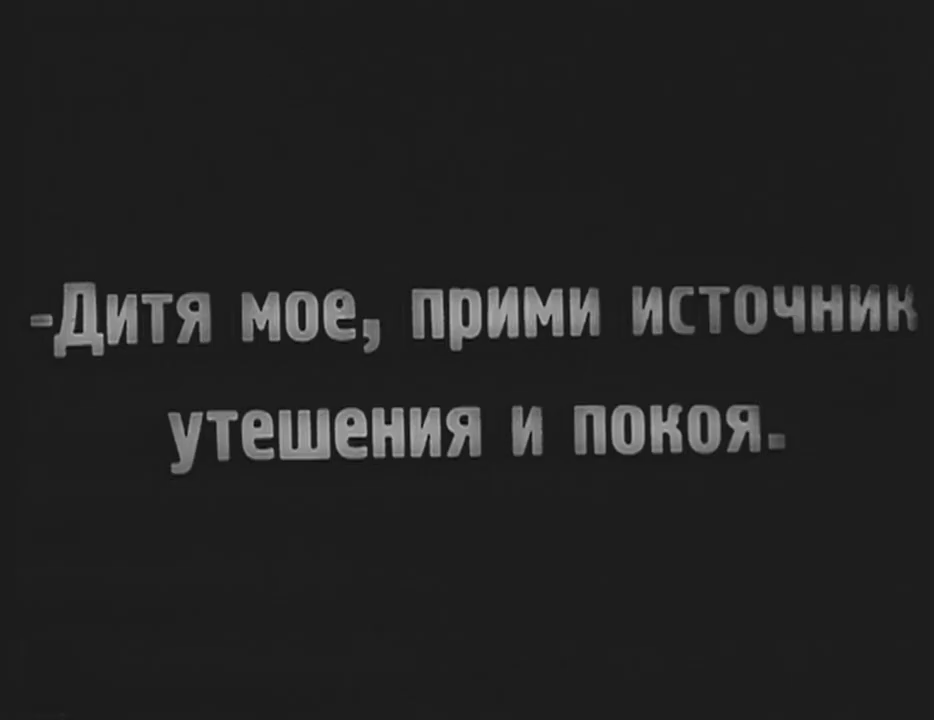 -Дитя мое, прими источник
утешения и покоя.